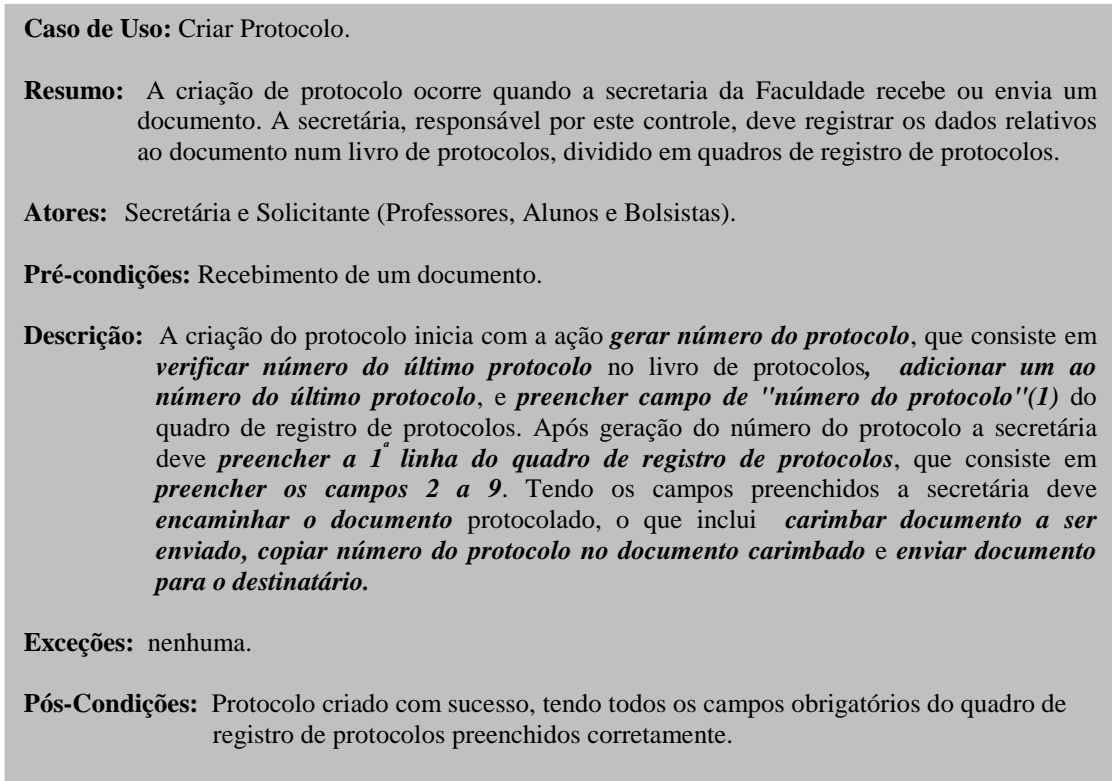 Caso de Uso: Criar Protocolo.
Resumo: A criação de protocolo ocorre quando a secretaria da Faculdade recebe ou envia um
documento. A secretária, responsável por este controle, deve registrar os dados relativos
ao documento num livro de protocolos, dividido em quadros de registro de protocolos.
Atores: Secretária e Solicitante (Professores, Alunos e Bolsistas).
Pré-condições: Recebimento de um documento.
Descrição: A criação do protocolo inicia com a ação gerar número do protocolo, que consiste em
verificar número do último protocolo no livro de protocolos, adicionar um ao
número do último protocolo, e preencher campo de "número do protocolo"(1) do
quadro de registro de protocolos. Após geração do número do protocolo a secretária
deve preencher a 1ª linha do quadro de registro de protocolos, que consiste em
preencher os campos 2 a 9. Tendo os campos preenchidos a secretária deve
encaminhar o documento protocolado, o que inclui carimbar documento a ser
enviado, copiar número do protocolo no documento carimbado e enviar documento
para o destinatário.
Exceções: nenhuma.
Pós-Condições: Protocolo criado com sucesso, tendo todos os campos obrigatórios do quadro de
registro de protocolos preenchidos corretamente.